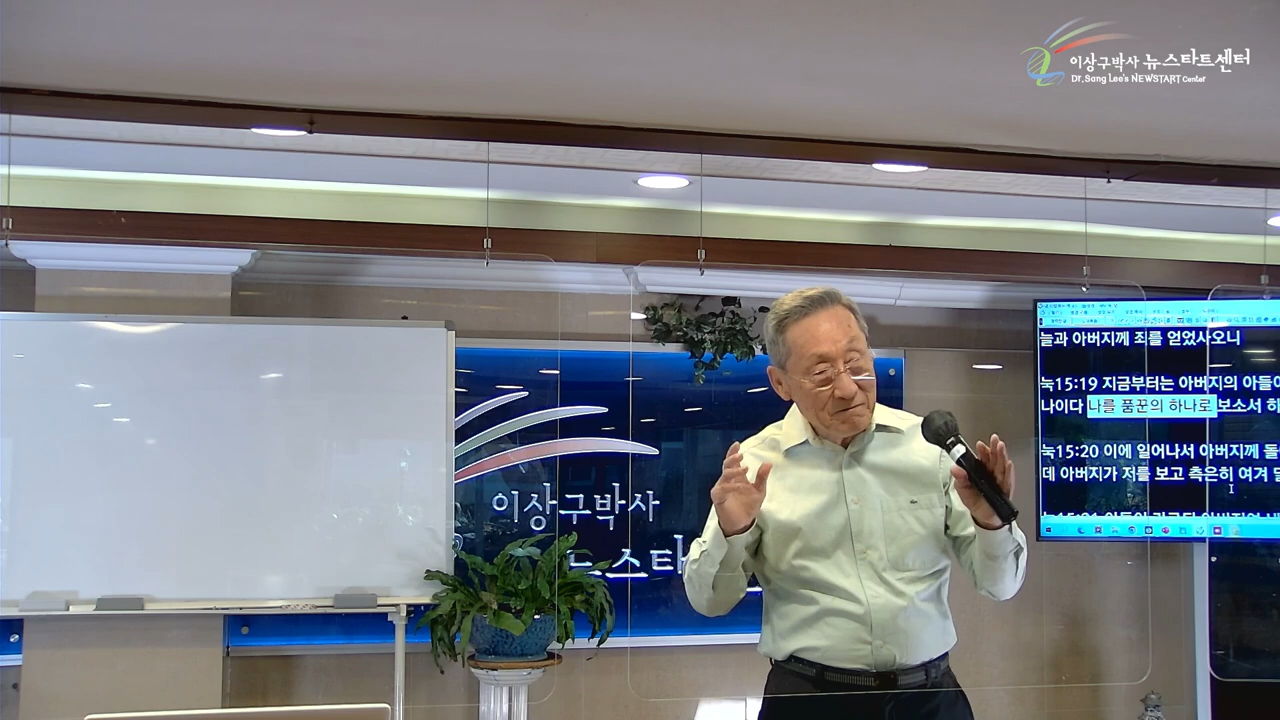 이상구박사 뉴스타트센터
Dr. Sang Lee's NEWSTART Center
늘과 아버지께 죄를 얻었사오니
눅15:19 지금부터는 아버지의 아들이
나이다 나를 품꾼의 하나로 보소서 하
눅15:20 이에 일어나서 아버지께 돌
데 아버지가 저를 보고 측은히 여겨 달
이상구박사
뉴스타